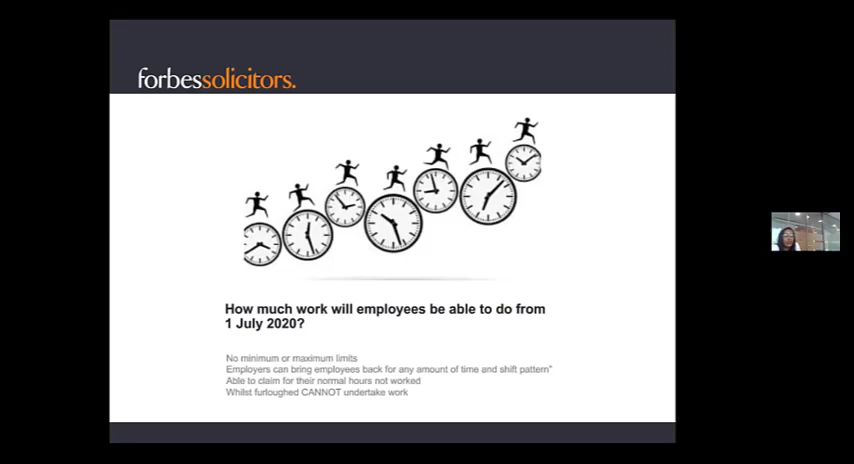 forbessolicitors.
How much work will employees be able to do from
1 July 2020?
No minimum or maximum limits
Employers can bring employees back for any amount of time and shift pattern"
Able to claim for their normal hours not worked
Whilst furloughed CANNOT undertake work